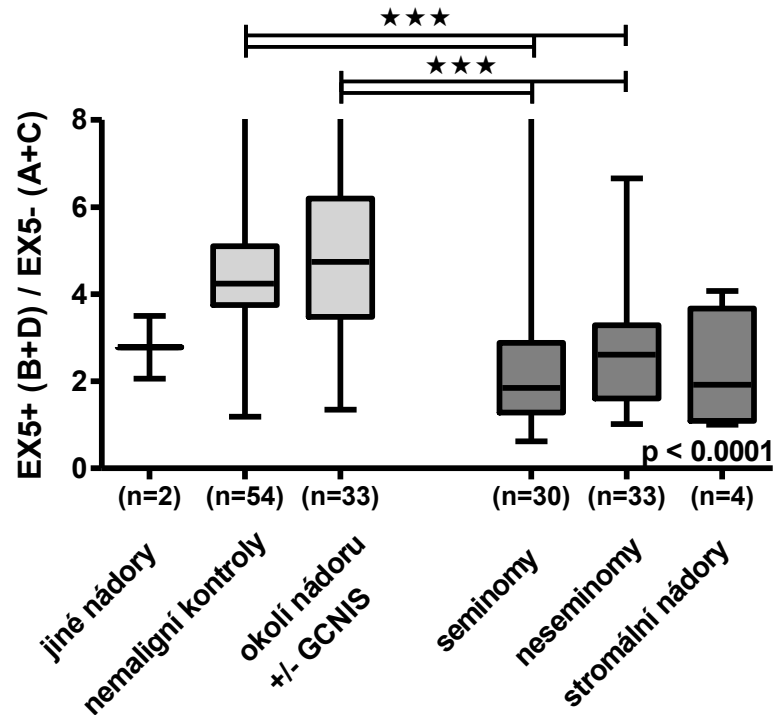 ★★★
★★★
EX5+ (B+D) / EX5- (A+C)
8
6
4
2
0
p < 0.0001
(n=2)
(n=54)
(n=33)
(n=30)
(n=33)
(n=4)
jiné nádory
nemaligní kontroly
okolí nádoru
+/- GCNIS
seminomy
neseminomy
stromální nádory